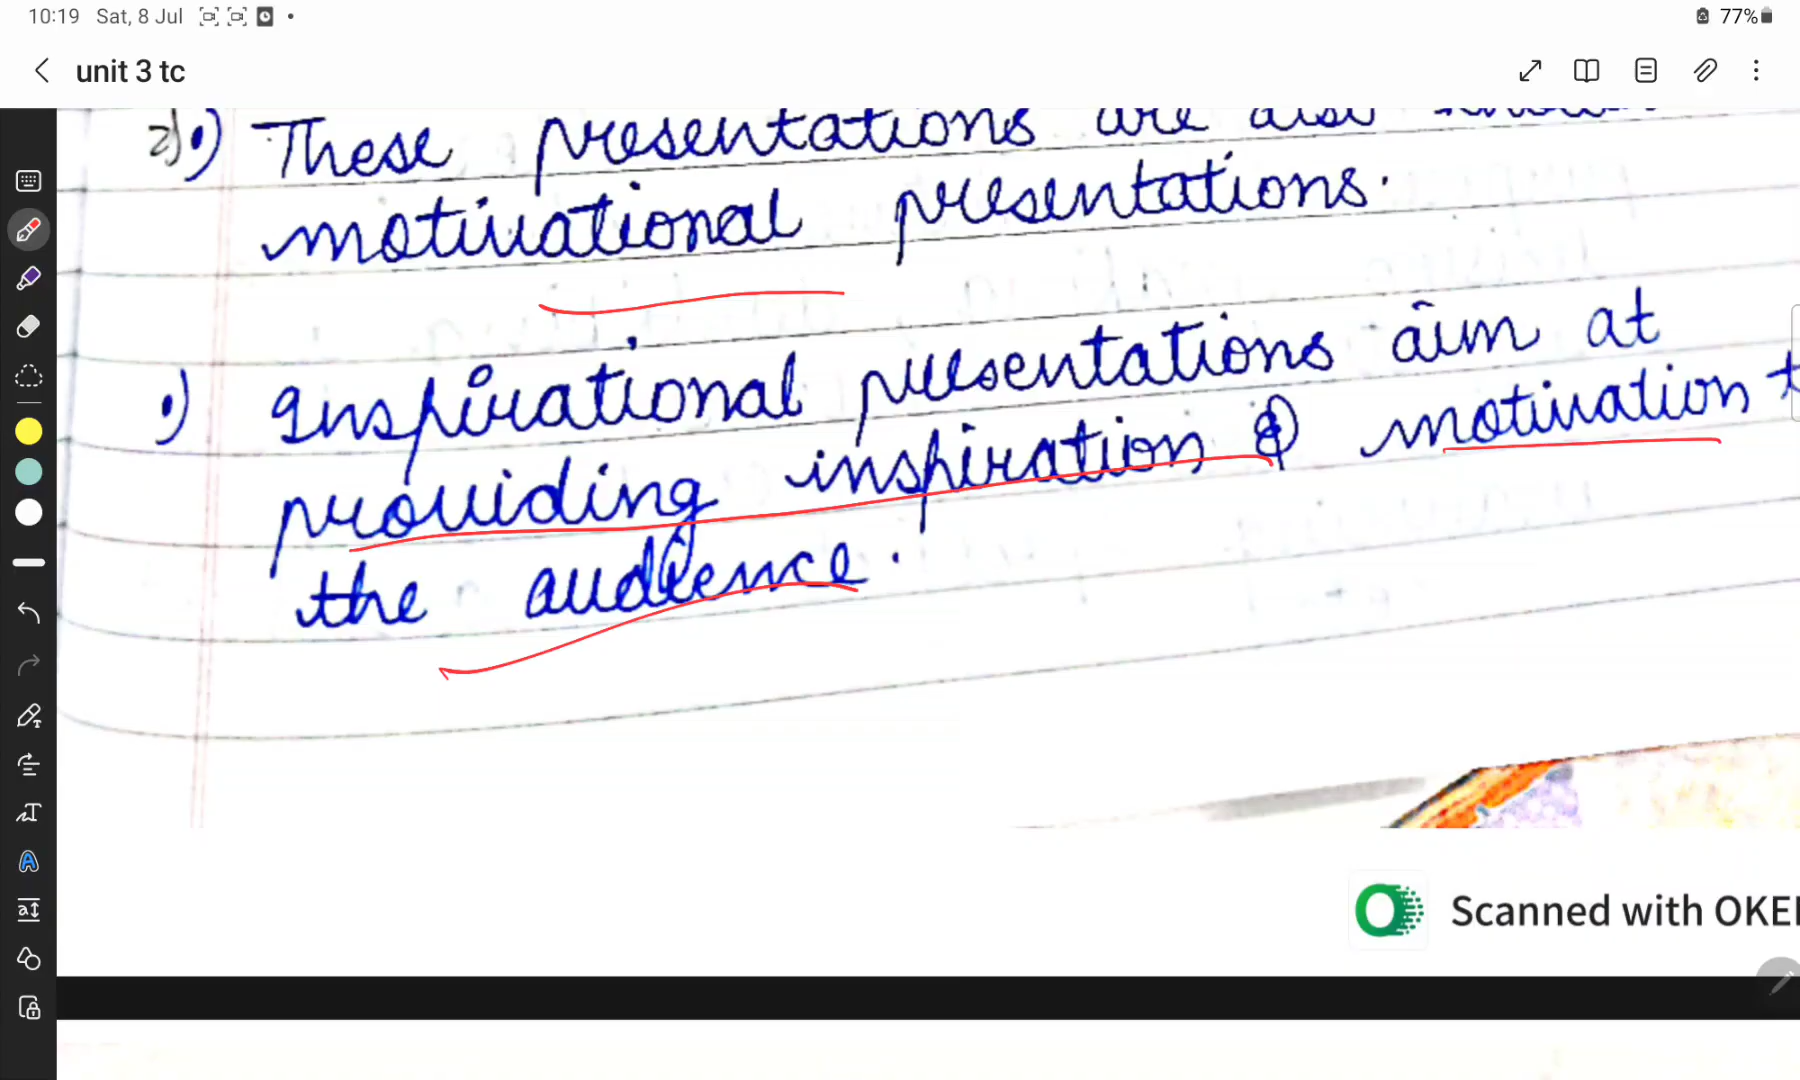 10:19 Sat, 8 Jul
77%
unit 3 tc
2) •) These presentations are also
motivational presentations.
•) Inspirational presentations aim at
providing inspiration & motivation
the audience.
Scanned with